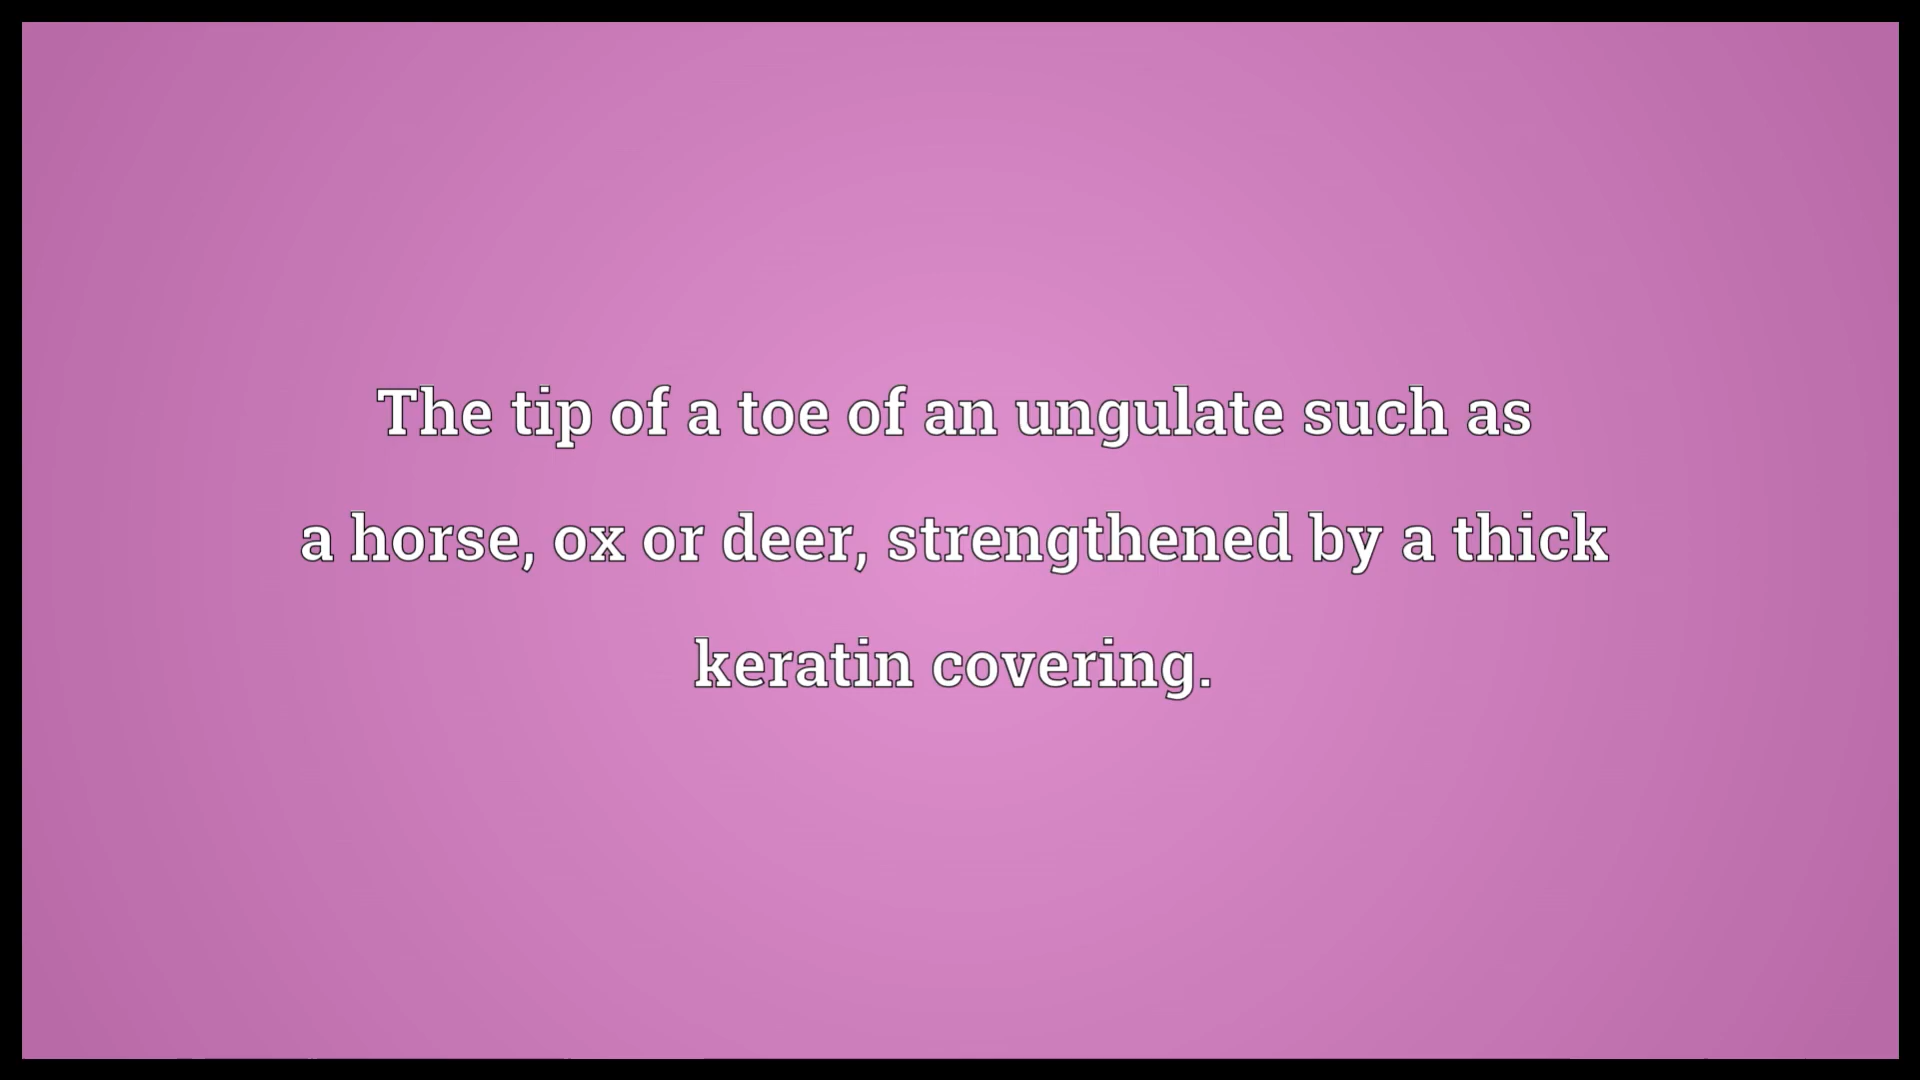 The tip of a toe of an ungulate such as
a horse, ox or deer, strengthened by a thick
keratin covering.